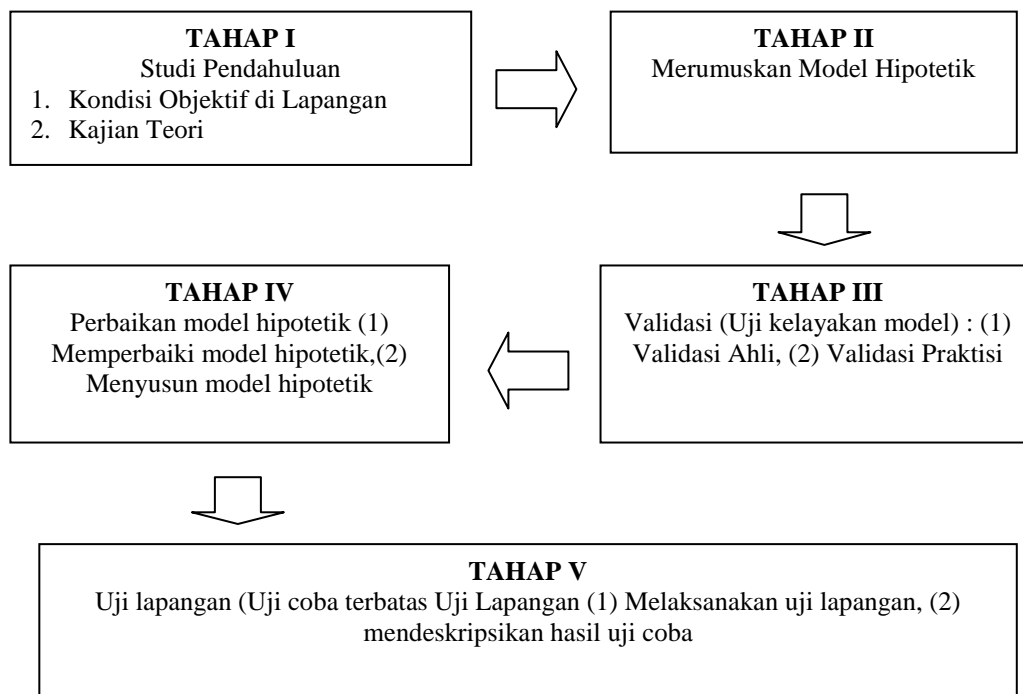 TAHAP I
Studi Pendahuluan
1. Kondisi Objektif di Lapangan
2. Kajian Teori
TAHAP II
Merumuskan Model Hipotetik
TAHAP III
Validasi (Uji kelayakan model) : (1)
Validasi Ahli, (2) Validasi Praktisi
TAHAP IV
Perbaikan model hipotetik (1)
Memperbaiki model hipotetik,(2)
Menyusun model hipotetik
TAHAP V
Uji lapangan (Uji coba terbatas Uji Lapangan (1) Melaksanakan uji lapangan, (2)
mendeskripsikan hasil uji coba